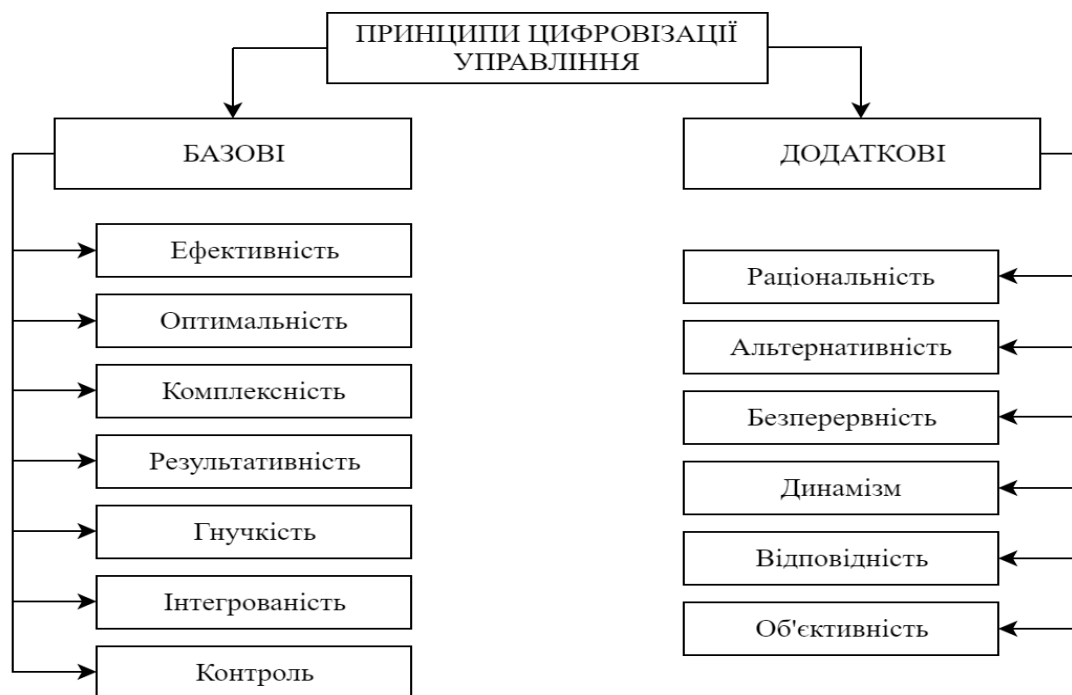 ПРИНЦИПИ ЦИФРОВІЗАЦІЇ
УПРАВЛІННЯ
БАЗОВІ
ДОДАТКОВІ
Ефективність
Оптимальність
Комплексність
Результативність
Гнучкість
Інтегрованість
Контроль
Раціональність
Альтернативність
Безперервність
Динамізм
Відповідність
Об'єктивність